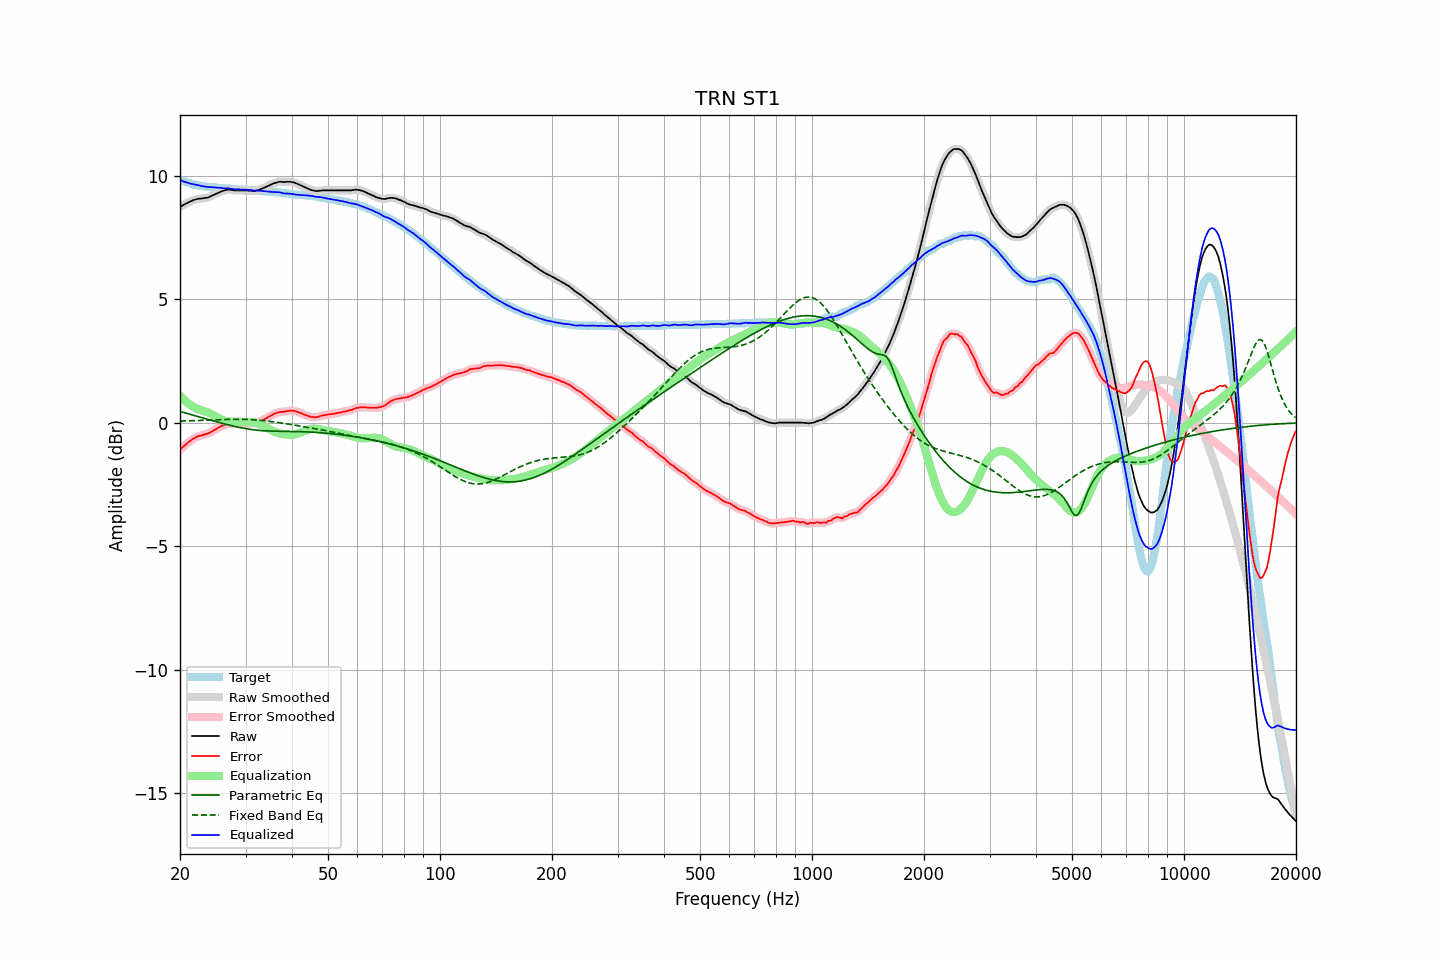 TRN ST1
Amplitude (dBr)
10
5
0
−5
−10
−15
Target
Raw Smoothed
Error Smoothed
Raw
Error
Equalization
Parametric Eq
Fixed Band Eq
Equalized
20 50 100 200 500 1000 2000 5000 10000 20000
Frequency (Hz)